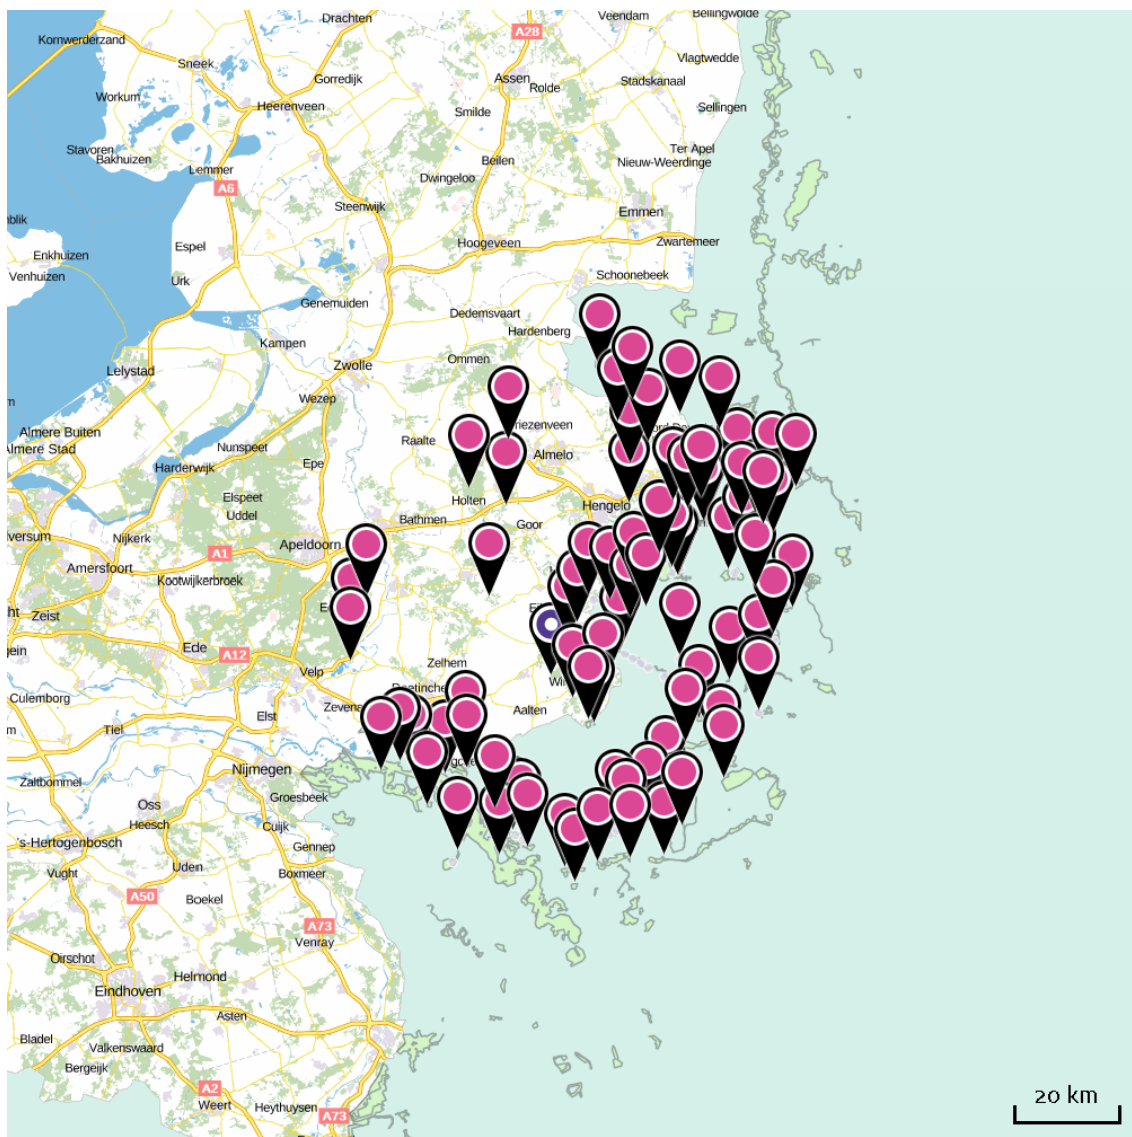 Drachten
Veendam
Bellingwolde
A28
Kornwerderzand
Sneek
Vlagtwedde
Gorredijk
Assen
Stadskanaal
Rolde
Workum
Heerenveen
Smilde
Sellingen
Stavoren
Bakhuizen
Ter Apel
Beilen
Nieuw-Weerdinge
Lemmer
Dwingeloo
A6
Steenwijk
Emmen
Espel
Hoogeveen
Zwartemeer
Enkhuizen
Venhuizen
Urk
Schoonebeek
Genemuiden
Dedemsvaart
Hardenberg
Kampen
Ommen
Lelystad
Zwolle
Wezep
Almere Buiten
Almere Stad
Raalte
Nunspeet
Almelo
Harderwijk
Epe
Elspeet
Uddel
Holten
Hengelo
Bathmen
Goor
Nijkerk
Apeldoorn
A1
Amersfoort
Kootwijkerbroek
Zeist
Ede
A12
Velp
Zelhem
Culemborg
Elst
Aalten
Tiel
Nijmegen
Zaltbommel
Groesbeek
Oss
Heesch
Cuijk
's-Hertogenbosch
Gennep
Vught
Uden
Boxmeer
A50
Boekel
A73
Venray
Oirschot
Helmond
Eindhoven
Asten
Bladel
Valkenswaard
Bergeijk
A2
Weert
Heythuysen
A73
20 km